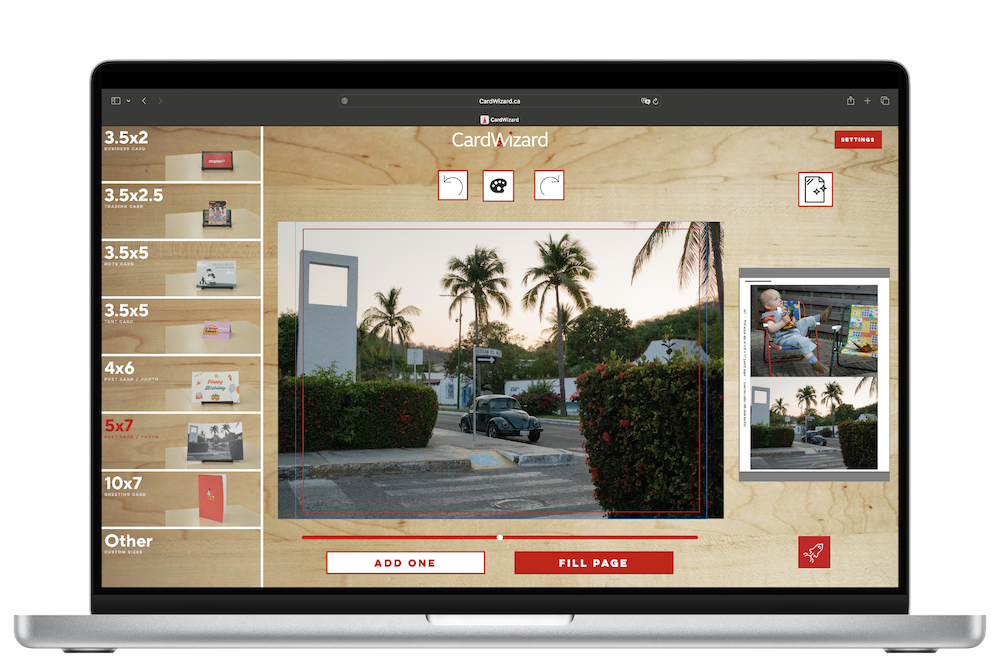 CardWizard.ca
CardWizard
CardWizard
SETTINGS
3.5x2
BUSINESS CARD
3.5x2.5
TRADING CARD
3.5x5
NOTE CARD
3.5x5
TENT CARD
4x6
POST CARD / PHOTO
5x7
POST CARD / PHOTO
10x7
GREETING CARD
Other
CUSTOM SIZES
Happy
Birthday
ADD ONE
FILL PAGE